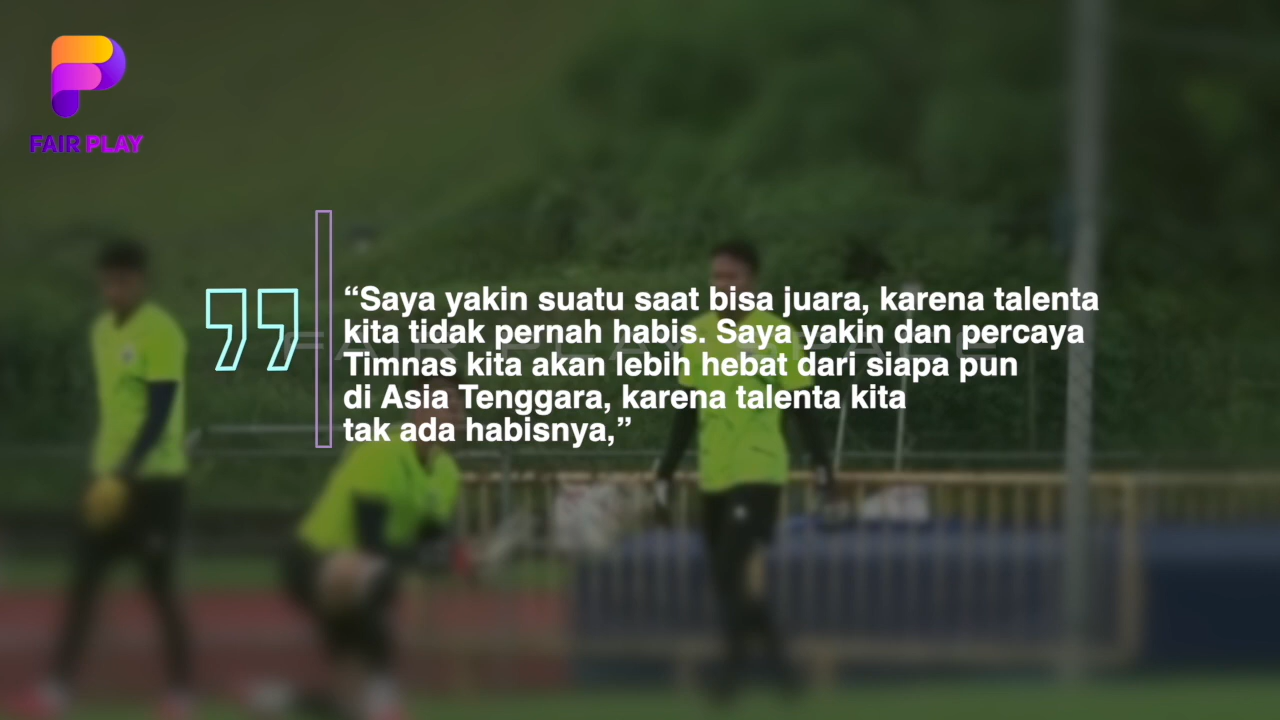 FAIR PLAY
“Saya yakin suatu saat bisa juara, karena talenta
kita tidak pernah habis. Saya yakin dan percaya
Timnas kita akan lebih hebat dari siapa pun
di Asia Tenggara, karena talenta kita
tak ada habisnya,”